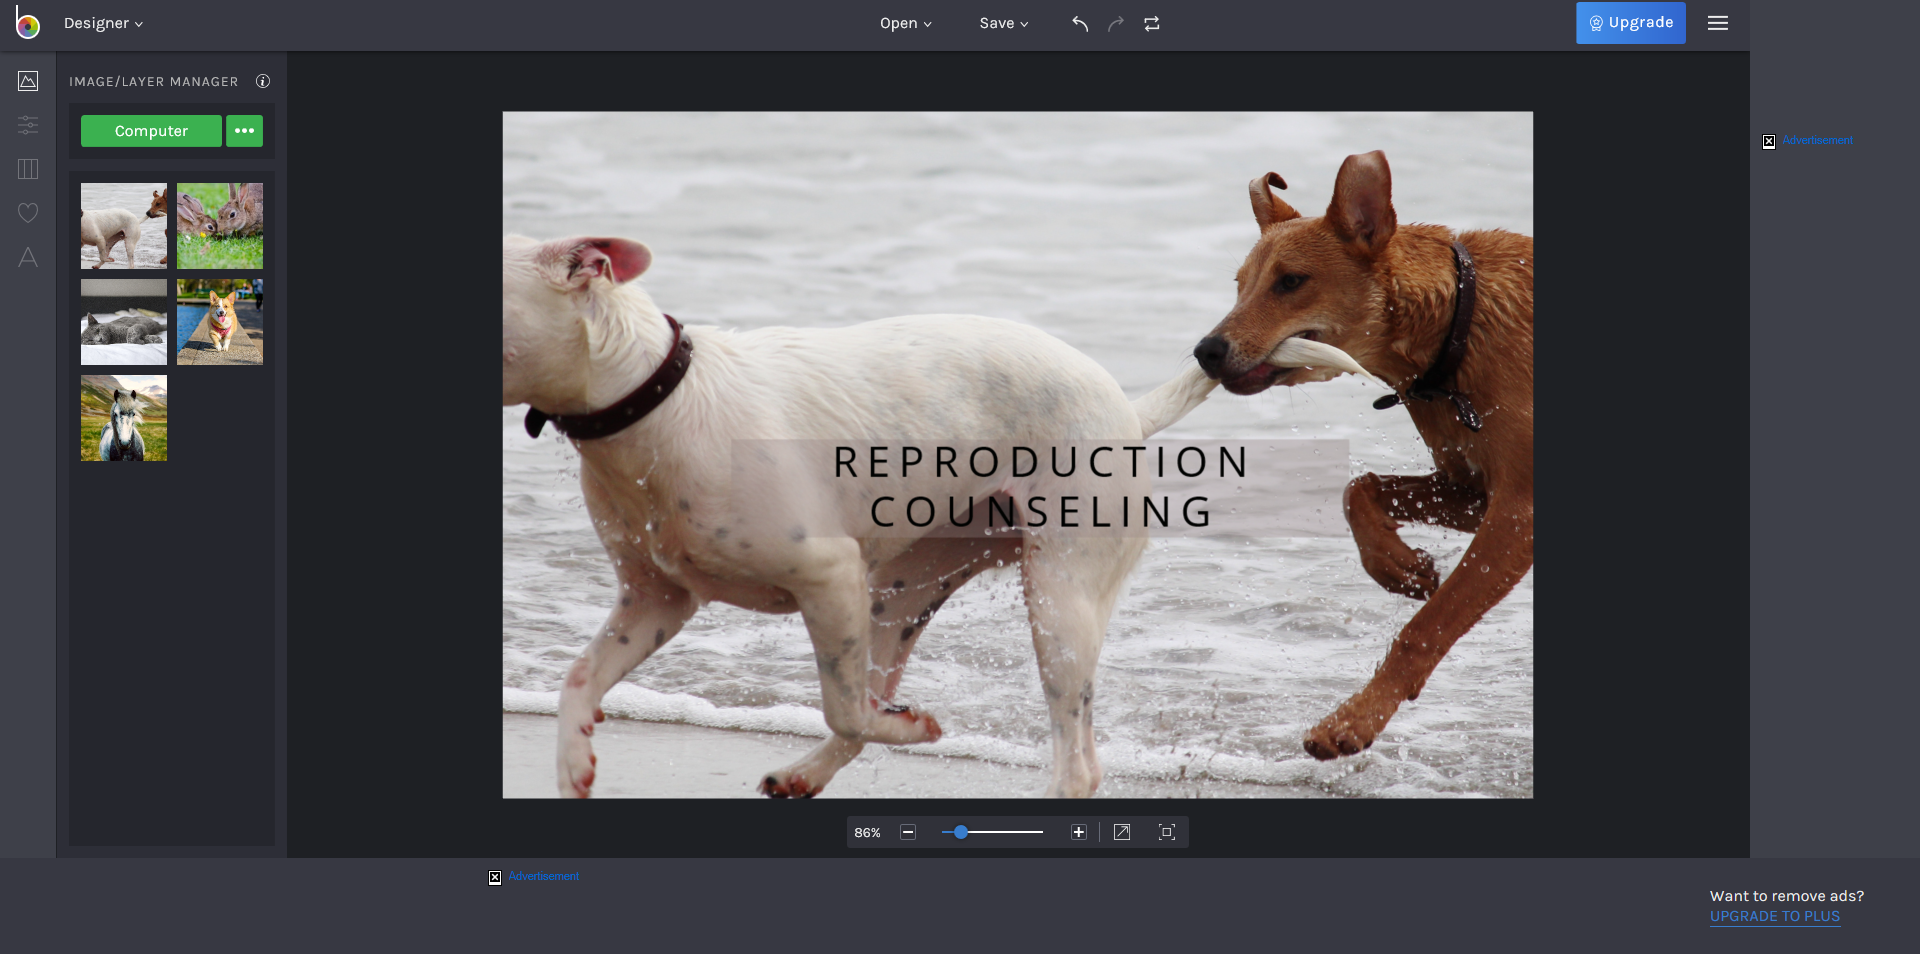 Designer
Open
Save
Upgrade
IMAGE/LAYER MANAGER
Computer
Advertisement
REPRODUCTION
COUNSELING
86%
Advertisement
Want to remove ads?
UPGRADE TO PLUS